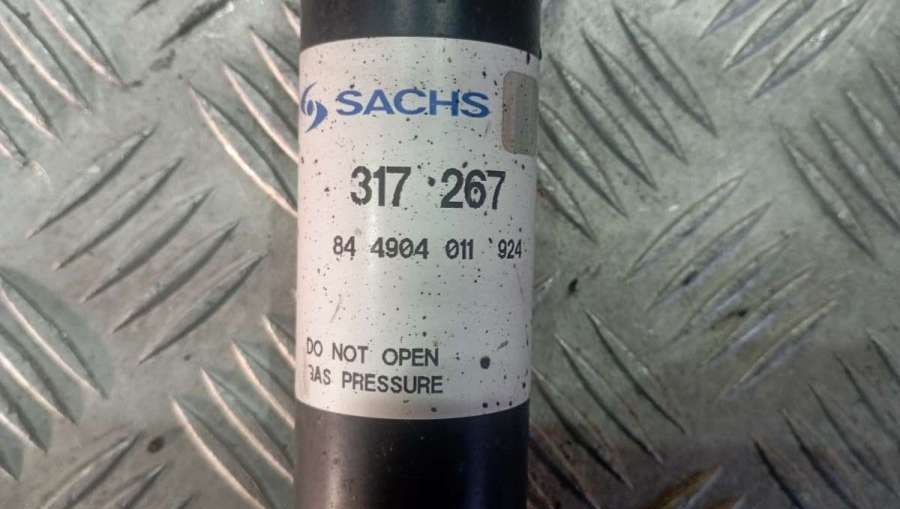 SACHS
317 267
84 4904 011 924
DO NOT OPEN
GAS PRESSURE